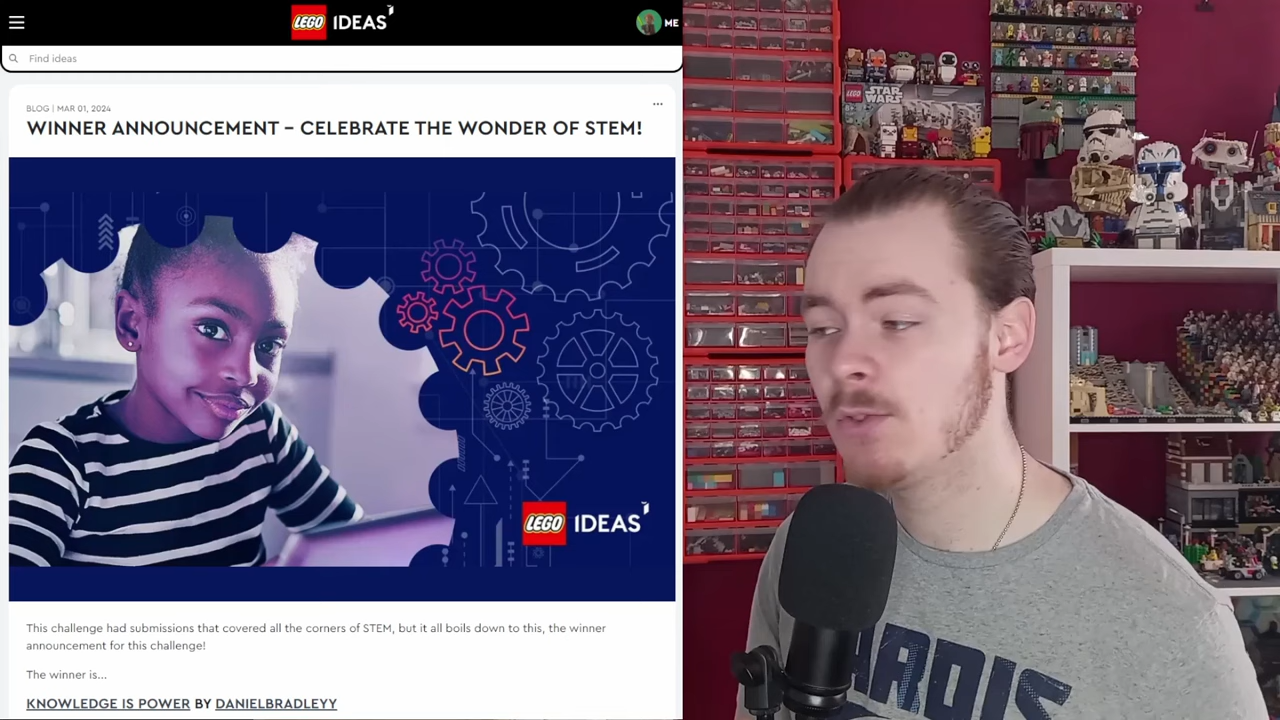 LEGO IDEAS
ME
Find ideas
BLOG | MAR 01, 2024
WINNER ANNOUNCEMENT – CELEBRATE THE WONDER OF STEM!
LEGO IDEAS
This challenge had submissions that covered all the corners of STEM, but it all boils down to this, the winner
announcement for this challenge!
The winner is...
KNOWLEDGE IS POWER BY DANIELBRADLEYY
LEGO STAR WARS